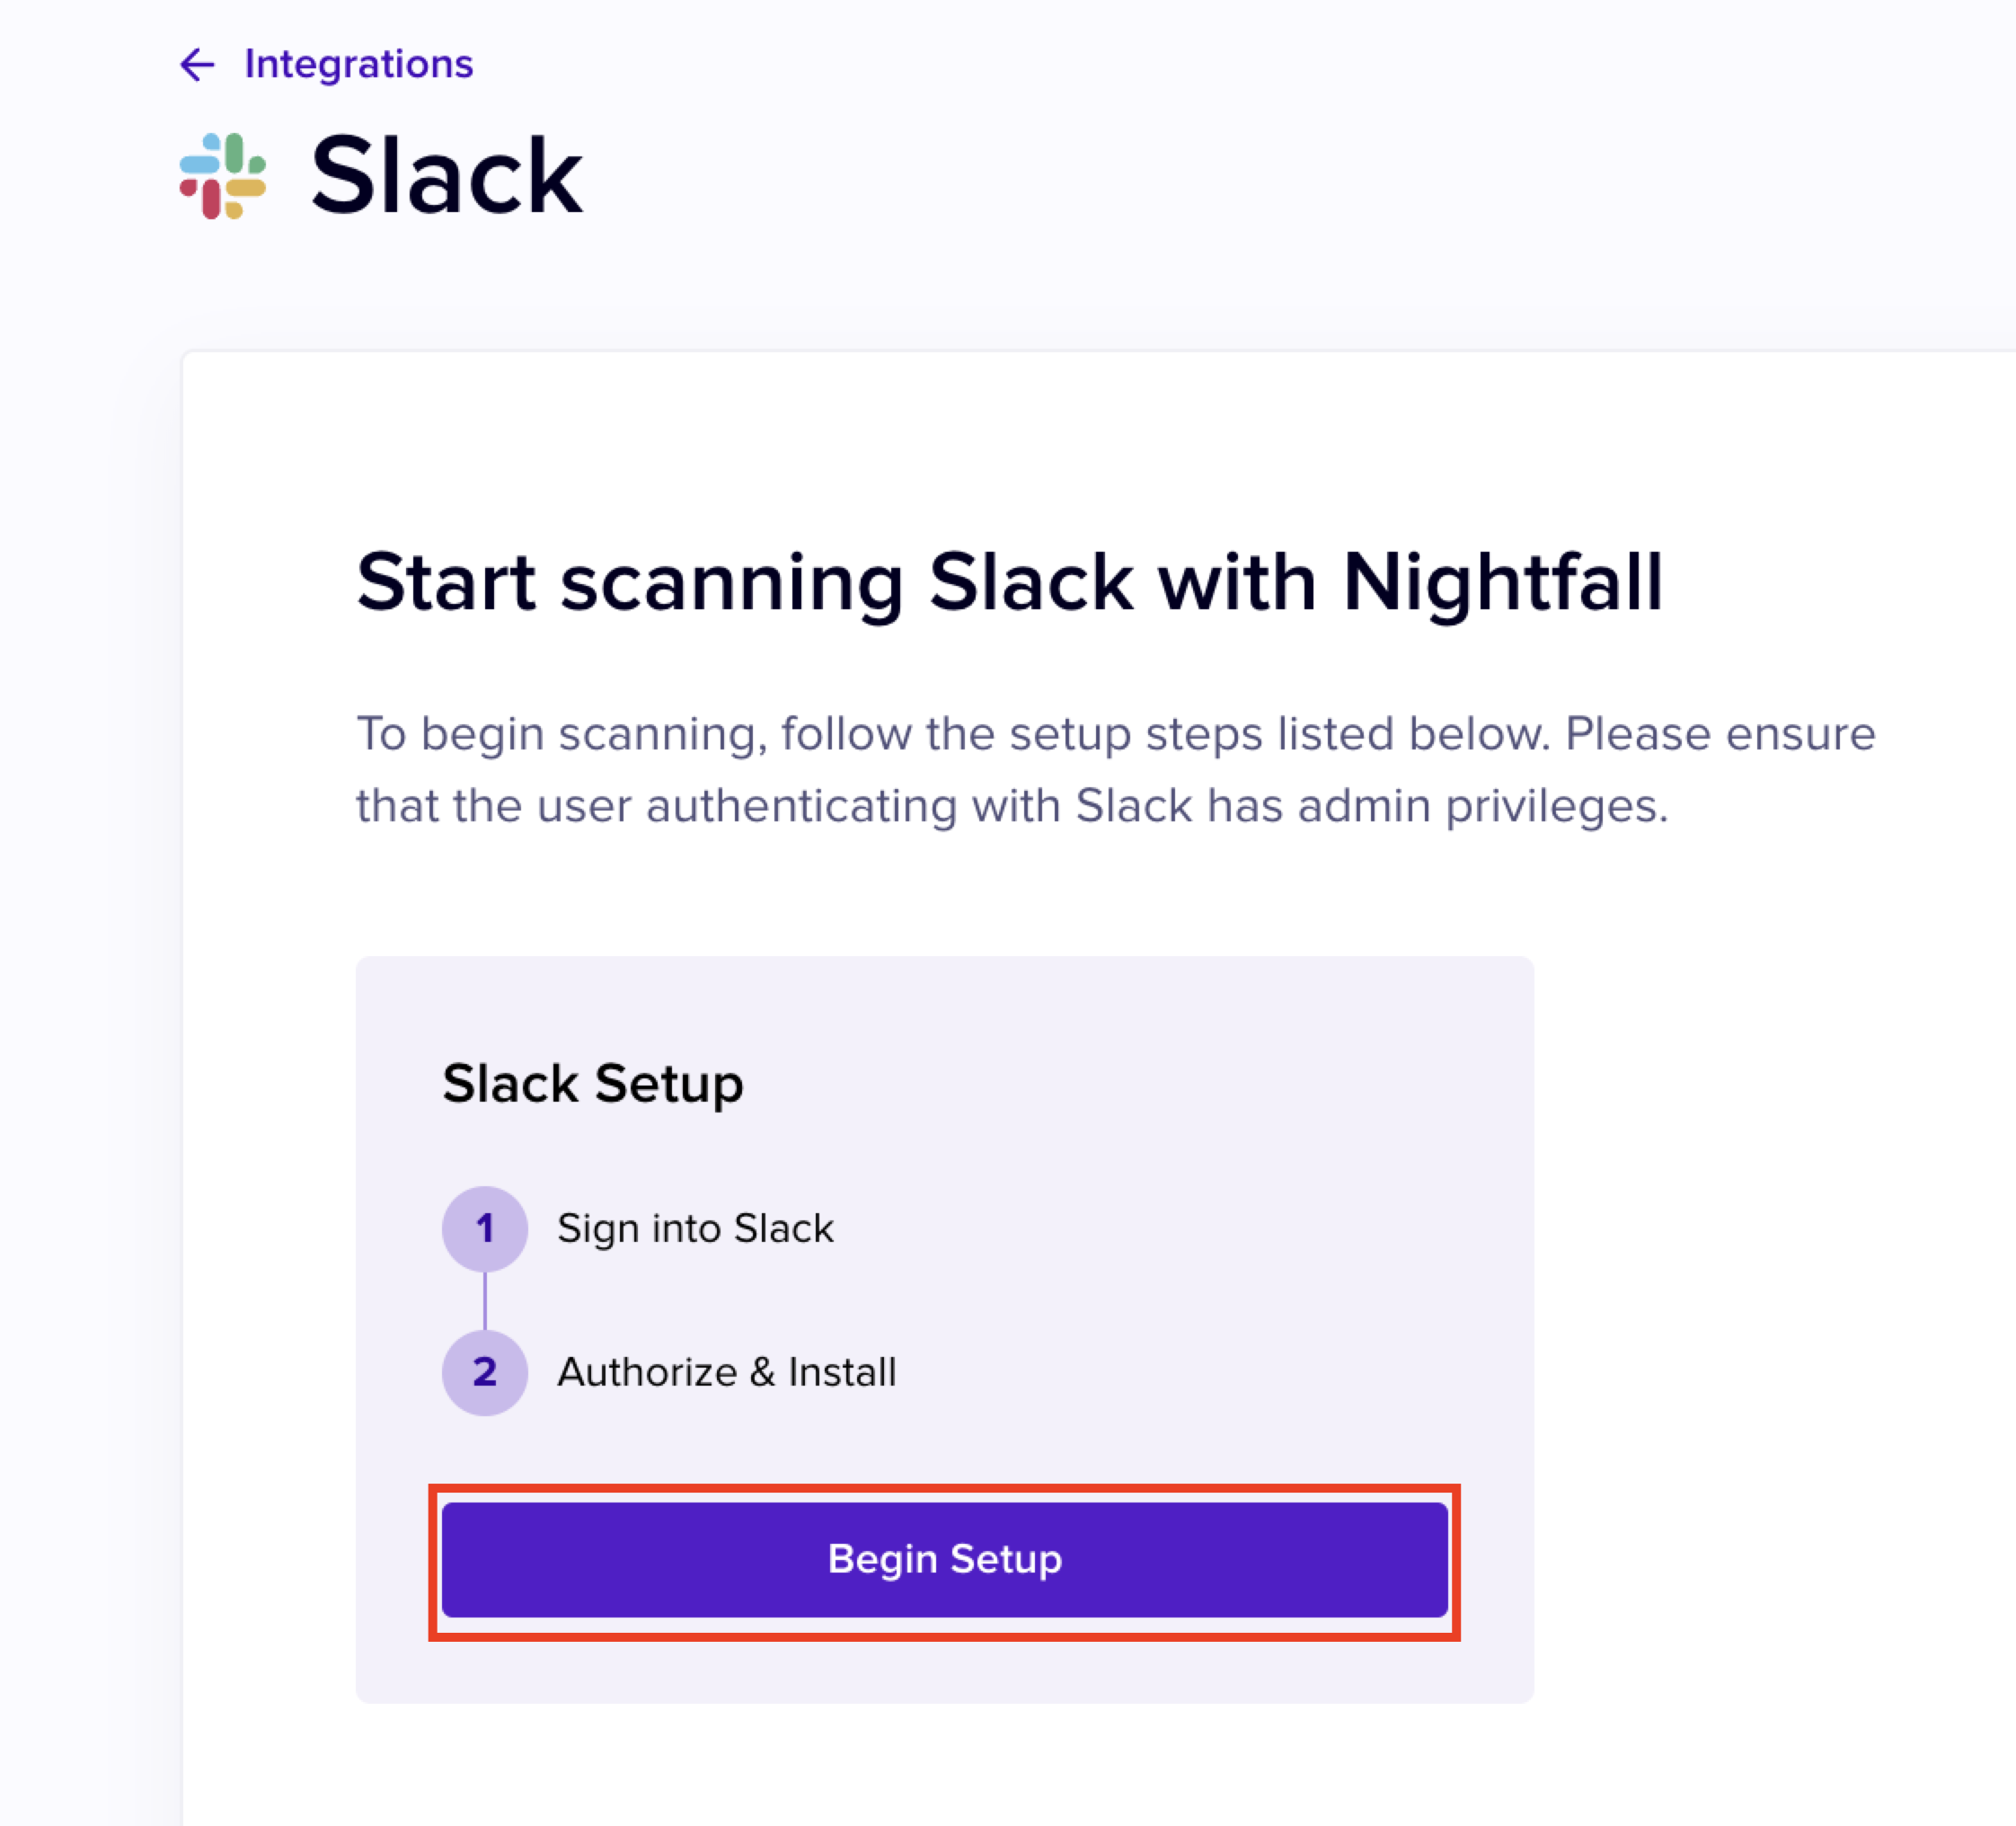 Integrations
Slack
Start scanning Slack with Nightfall
To begin scanning, follow the setup steps listed below. Please ensure
that the user authenticating with Slack has admin privileges.
Slack Setup
1 Sign into Slack
2 Authorize & Install
Begin Setup